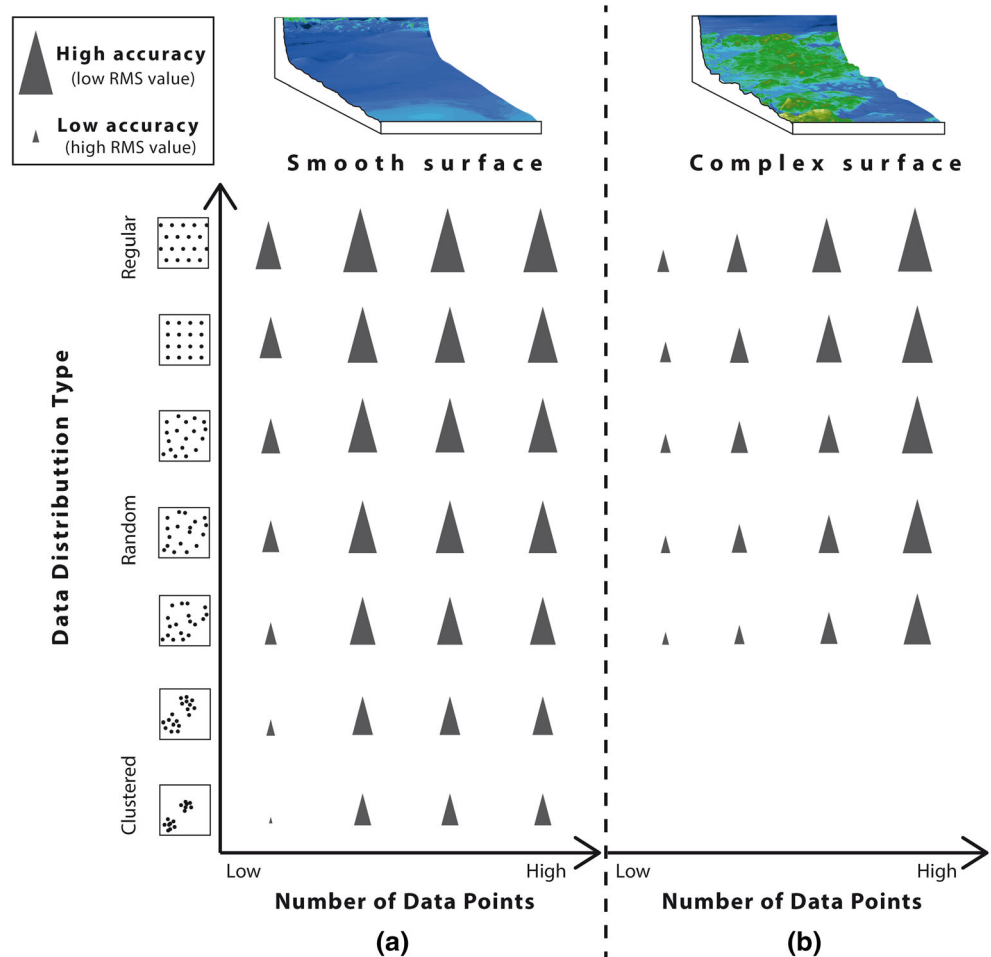 High accuracy
(low RMS value)
Low accuracy
(high RMS value)
Smooth surface
Complex surface
Data Distributtion Type
Regular
Random
Clustered
Low
High
Low
High
Number of Data Points
Number of Data Points
(a)
(b)